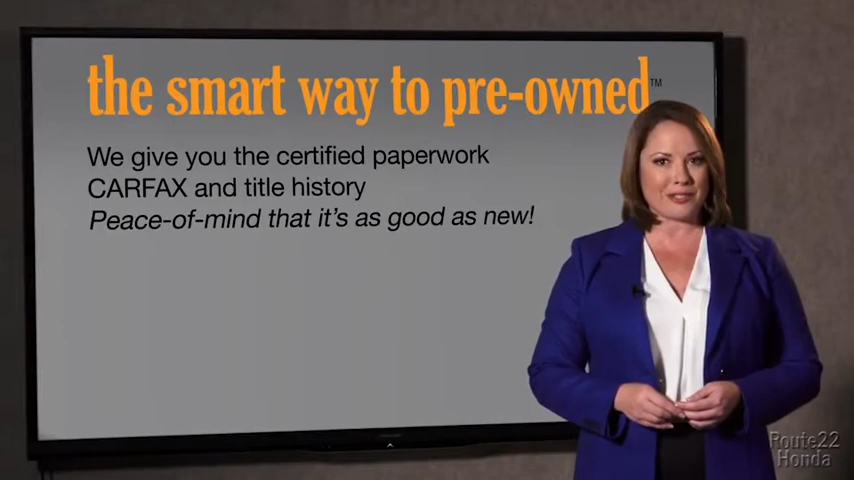 the smart way to pre-owned™
We give you the certified paperwork
CARFAX and title history
Peace-of-mind that it's as good as new!
Route22
Honda